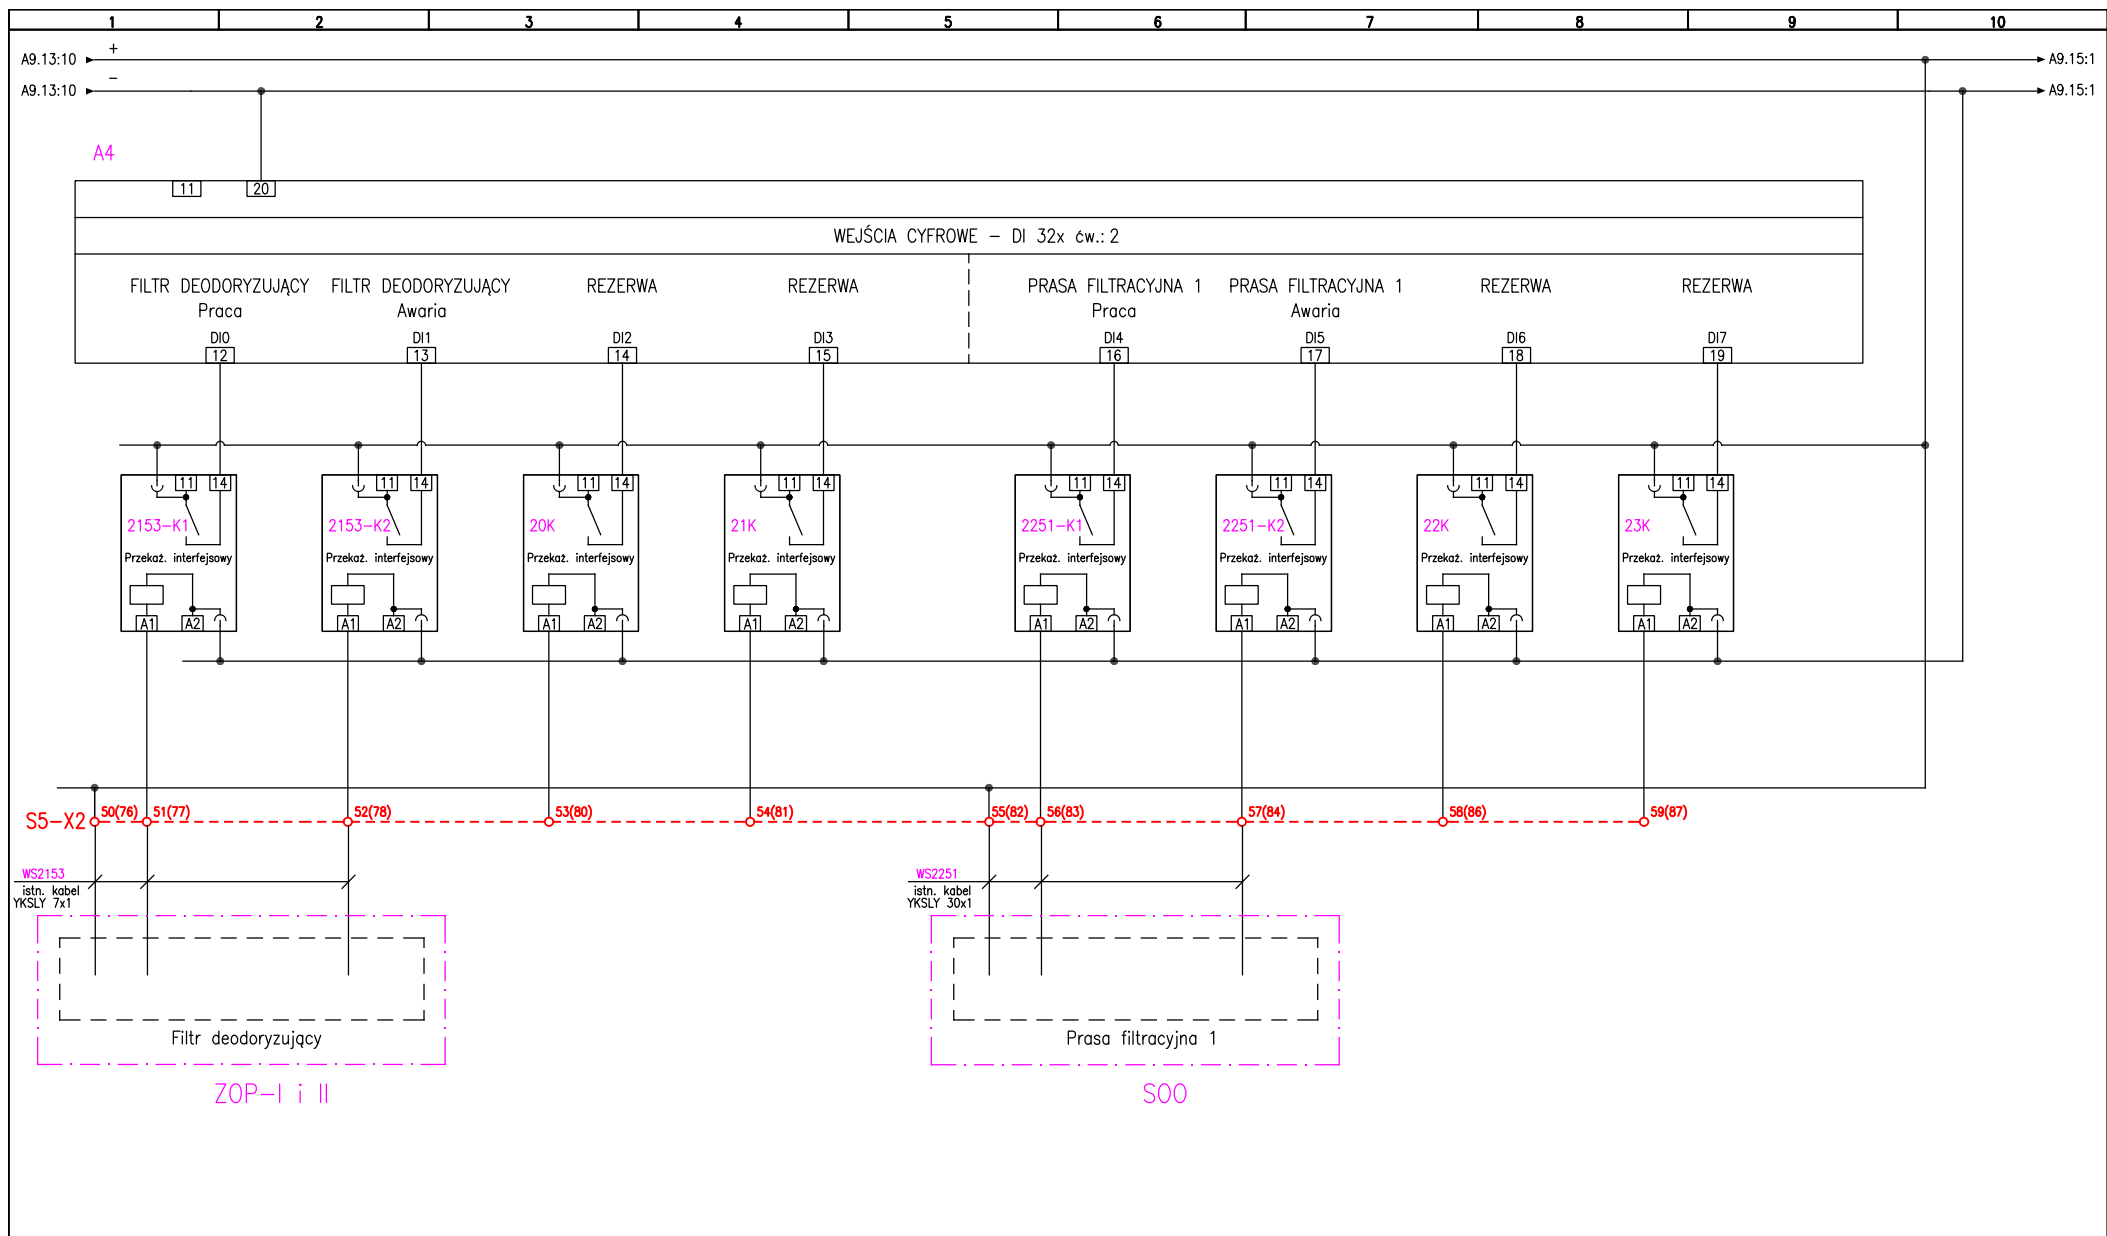 1 2 3 4 5 6 7 8 9 10
+
A9.13:10 A9.15:1
−
A9.13:10 A9.15:1
A4
11 20
WEJŚCIA CYFROWE − DI 32x ćw.: 2
FILTR DEODORYZUJĄCY FILTR DEODORYZUJĄCY REZERWA REZERWA PRASA FILTRACYJNA 1 PRASA FILTRACYJNA 1 REZERWA REZERWA
Praca Awaria Praca Awaria
DI0 DI1 DI2 DI3 DI4 DI5 DI6 DI7
12 13 14 15 16 17 18 19
11 14 11 14 11 14 11 14 11 14 11 14 11 14 11 14
2153−K1 2153−K2 20K 21K 2251−K1 2251−K2 22K 23K
Przekaź. interfejsowy Przekaź. interfejsowy Przekaź. interfejsowy Przekaź. interfejsowy Przekaź. interfejsowy Przekaź. interfejsowy Przekaź. interfejsowy Przekaź. interfejsowy
A1 A2 A1 A2 A1 A2 A1 A2 A1 A2 A1 A2 A1 A2 A1 A2
S5−X2 50(76) 51(77) 52(78) 53(80) 54(81) 55(82) 56(83) 57(84) 58(86) 59(87)
WS2153 WS2251
istn. kabel istn. kabel
YKSLY 7x1 YKSLY 30x1
Filtr deodoryzujący Prasa filtracyjna 1
ZOP−I i II SOO